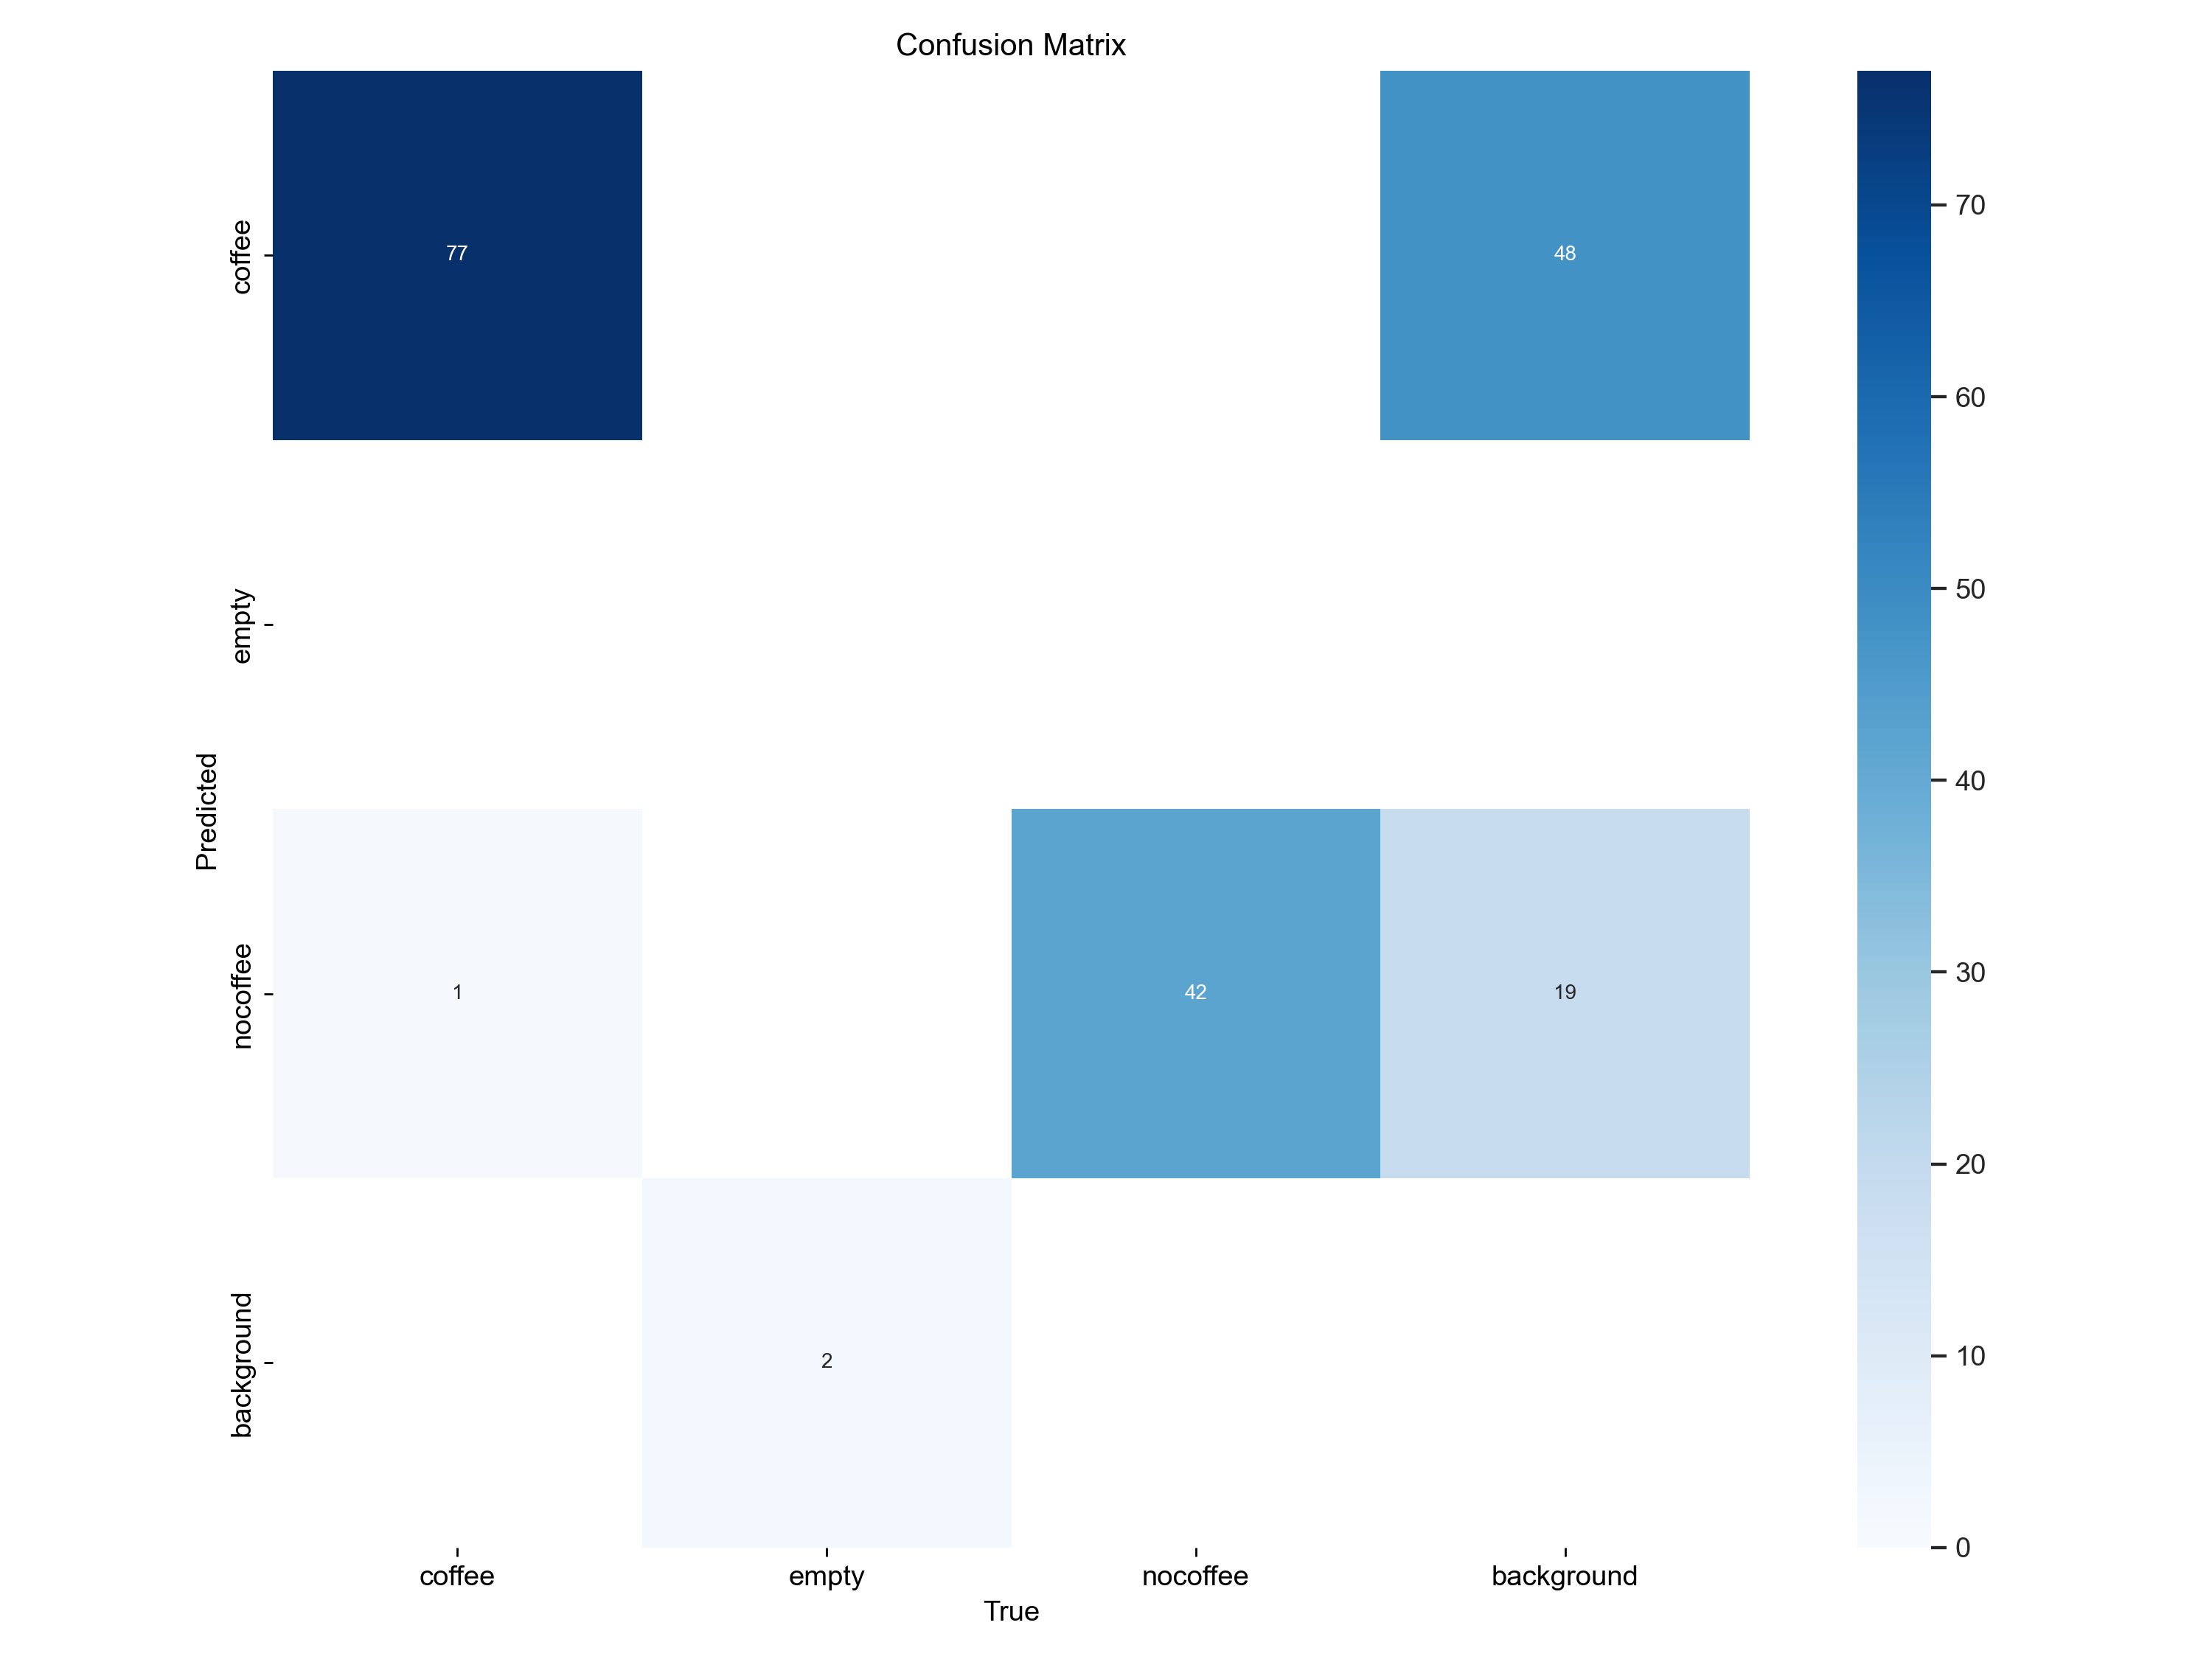 Confusion Matrix
coffee
77
48
70
60
50
empty
40
Predicted
30
nocoffee
1
42
19
20
10
background
2
0
coffee empty nocoffee background
True